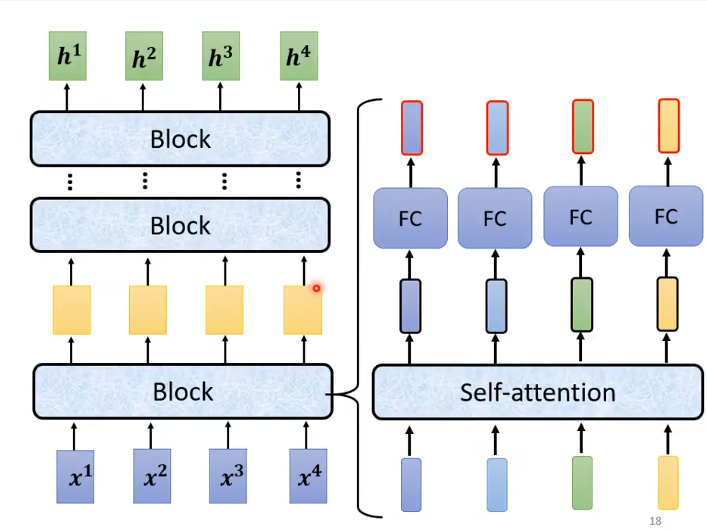 h¹ h² h³ h⁴
Block
Block
Block
x¹ x² x³ x⁴
FC FC FC FC
Self-attention
18